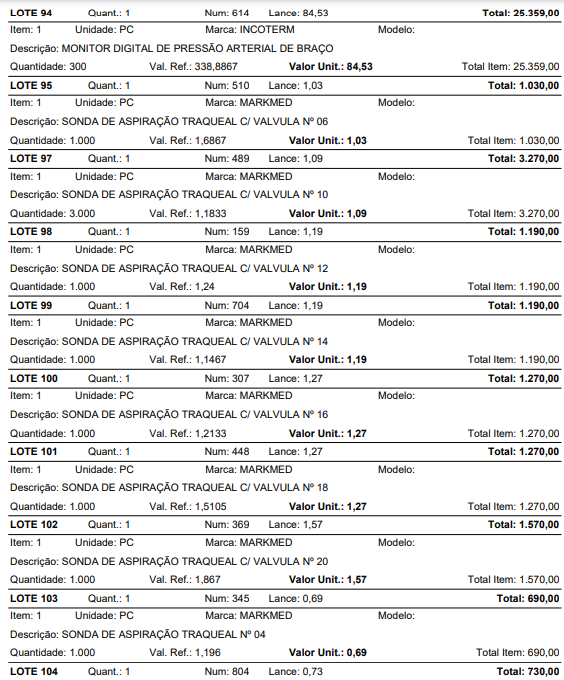 LOTE 94 Quant.: 1 Num: 614 Lance: 84,53 Total: 25.359,00
Item: 1 Unidade: PC Marca: INCOTERM Modelo:
Descrição: MONITOR DIGITAL DE PRESSÃO ARTERIAL DE BRAÇO
Quantidade: 300 Val. Ref.: 338,8867 Valor Unit.: 84,53 Total Item: 25.359,00
LOTE 95 Quant.: 1 Num: 510 Lance: 1,03 Total: 1.030,00
Item: 1 Unidade: PC Marca: MARKMED Modelo:
Descrição: SONDA DE ASPIRAÇÃO TRAQUEAL C/ VALVULA Nº 06
Quantidade: 1.000 Val. Ref.: 1,6867 Valor Unit.: 1,03 Total Item: 1.030,00
LOTE 97 Quant.: 1 Num: 489 Lance: 1,09 Total: 3.270,00
Item: 1 Unidade: PC Marca: MARKMED Modelo:
Descrição: SONDA DE ASPIRAÇÃO TRAQUEAL C/ VALVULA Nº 10
Quantidade: 3.000 Val. Ref.: 1,1833 Valor Unit.: 1,09 Total Item: 3.270,00
LOTE 98 Quant.: 1 Num: 159 Lance: 1,19 Total: 1.190,00
Item: 1 Unidade: PC Marca: MARKMED Modelo:
Descrição: SONDA DE ASPIRAÇÃO TRAQUEAL C/ VALVULA Nº 12
Quantidade: 1.000 Val. Ref.: 1,24 Valor Unit.: 1,19 Total Item: 1.190,00
LOTE 99 Quant.: 1 Num: 704 Lance: 1,19 Total: 1.190,00
Item: 1 Unidade: PC Marca: MARKMED Modelo:
Descrição: SONDA DE ASPIRAÇÃO TRAQUEAL C/ VALVULA Nº 14
Quantidade: 1.000 Val. Ref.: 1,1467 Valor Unit.: 1,19 Total Item: 1.190,00
LOTE 100 Quant.: 1 Num: 307 Lance: 1,27 Total: 1.270,00
Item: 1 Unidade: PC Marca: MARKMED Modelo:
Descrição: SONDA DE ASPIRAÇÃO TRAQUEAL C/ VALVULA Nº 16
Quantidade: 1.000 Val. Ref.: 1,2133 Valor Unit.: 1,27 Total Item: 1.270,00
LOTE 101 Quant.: 1 Num: 448 Lance: 1,27 Total: 1.270,00
Item: 1 Unidade: PC Marca: MARKMED Modelo:
Descrição: SONDA DE ASPIRAÇÃO TRAQUEAL C/ VALVULA Nº 18
Quantidade: 1.000 Val. Ref.: 1,5105 Valor Unit.: 1,27 Total Item: 1.270,00
LOTE 102 Quant.: 1 Num: 369 Lance: 1,57 Total: 1.570,00
Item: 1 Unidade: PC Marca: MARKMED Modelo:
Descrição: SONDA DE ASPIRAÇÃO TRAQUEAL C/ VALVULA Nº 20
Quantidade: 1.000 Val. Ref.: 1,867 Valor Unit.: 1,57 Total Item: 1.570,00
LOTE 103 Quant.: 1 Num: 345 Lance: 0,69 Total: 690,00
Item: 1 Unidade: PC Marca: MARKMED Modelo:
Descrição: SONDA DE ASPIRAÇÃO TRAQUEAL Nº 04
Quantidade: 1.000 Val. Ref.: 1,196 Valor Unit.: 0,69 Total Item: 690,00
LOTE 104 Quant.: 1 Num: 804 Lance: 0,73 Total: 730,00